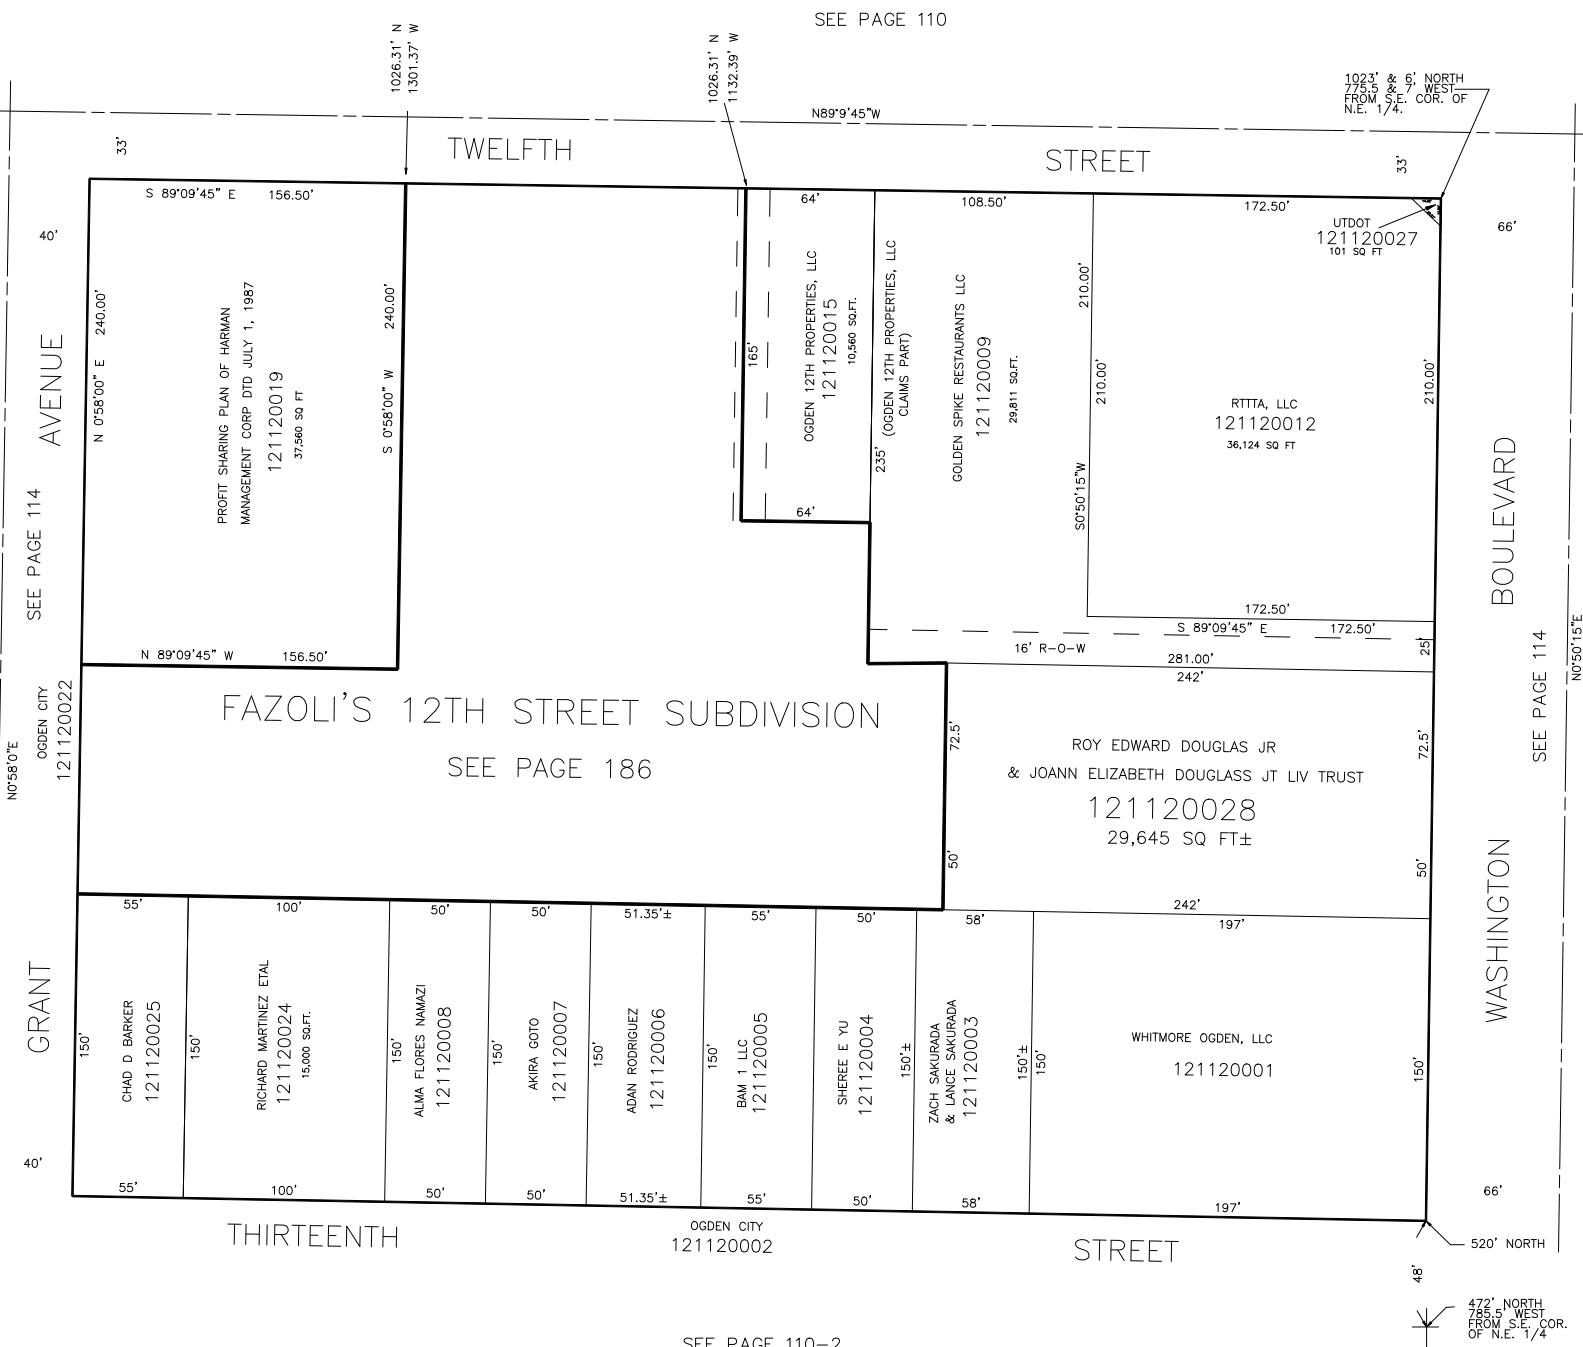 SEE PAGE 110
1026.31' N
1301.37' W
1026.31' N
1132.39' W
1023' & 6' NORTH
775.5 & 7' WEST
FROM S.E. COR. OF
N.E. 1/4.
N89°9'45"W
33'
TWELFTH
STREET
33'
S 89°09'45" E 156.50'
64'
108.50'
172.50'
UTDOT
121120027
101 SQ FT
40'
66'
N 0°58'00" E 240.00'
PROFIT SHARING PLAN OF HARMAN
MANAGEMENT CORP DTD JULY 1, 1987
121120019
37,560 SQ FT
S 0°58'00" W 240.00'
165'
OGDEN 12TH PROPERTIES, LLC
121120015
10,560 SQ.FT.
64'
235'
(OGDEN 12TH PROPERTIES, LLC
CLAIMS PART)
GOLDEN SPIKE RESTAURANTS LLC
121120009
29,811 SQ.FT.
210.00'
S0°50'15"W
210.00'
RTTTA, LLC
121120012
36,124 SQ FT
210.00'
172.50'
S 89°09'45" E 172.50'
16' R-O-W
25'
281.00'
242'
AVENUE
SEE PAGE 114
BOULEVARD
SEE PAGE 114
N0°50'15"E
N 89°09'45" W 156.50'
OGDEN CITY
121120022
N0°58'0"E
FAZOLI'S 12TH STREET SUBDIVISION
SEE PAGE 186
72.5'
50'
ROY EDWARD DOUGLAS JR
& JOANN ELIZABETH DOUGLASS JT LIV TRUST
121120028
29,645 SQ FT±
72.5'
50'
242'
GRANT
WASHINGTON
55'
100'
50'
50'
51.35'±
55'
50'
58'
197'
150'
CHAD D BARKER
121120025
150'
RICHARD MARTINEZ ETAL
121120024
15,000 SQ.FT.
150'
ALMA FLORES NAMAZI
121120008
150'
AKIRA GOTO
121120007
150'
ADAN RODRIGUEZ
121120006
150'
BAM 1 LLC
121120005
SHEREE E YU
121120004
150'±
ZACH SAKURADA
& LANCE SAKURADA
121120003
150'±
150'
WHITMORE OGDEN, LLC
121120001
150'
40'
66'
55'
100'
50'
50'
51.35'±
55'
50'
58'
197'
THIRTEENTH
OGDEN CITY
121120002
STREET
520' NORTH
48'
472' NORTH
785.5' WEST
FROM S.E. COR.
OF N.E. 1/4
SEE PAGE 110-2